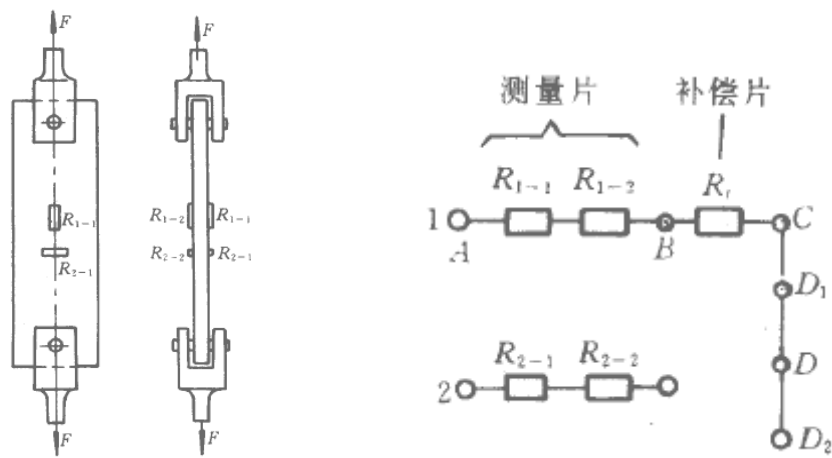 F F
R₁₋₁ R₁₋₂ R₁₋₁
R₂₋₁ R₂₋₂ R₂₋₁
F F
测量片 补偿片
R₁₋₁ R₁₋₂ Rₜ
1 A B C
D₁
R₂₋₁ R₂₋₂ D
2
D₂